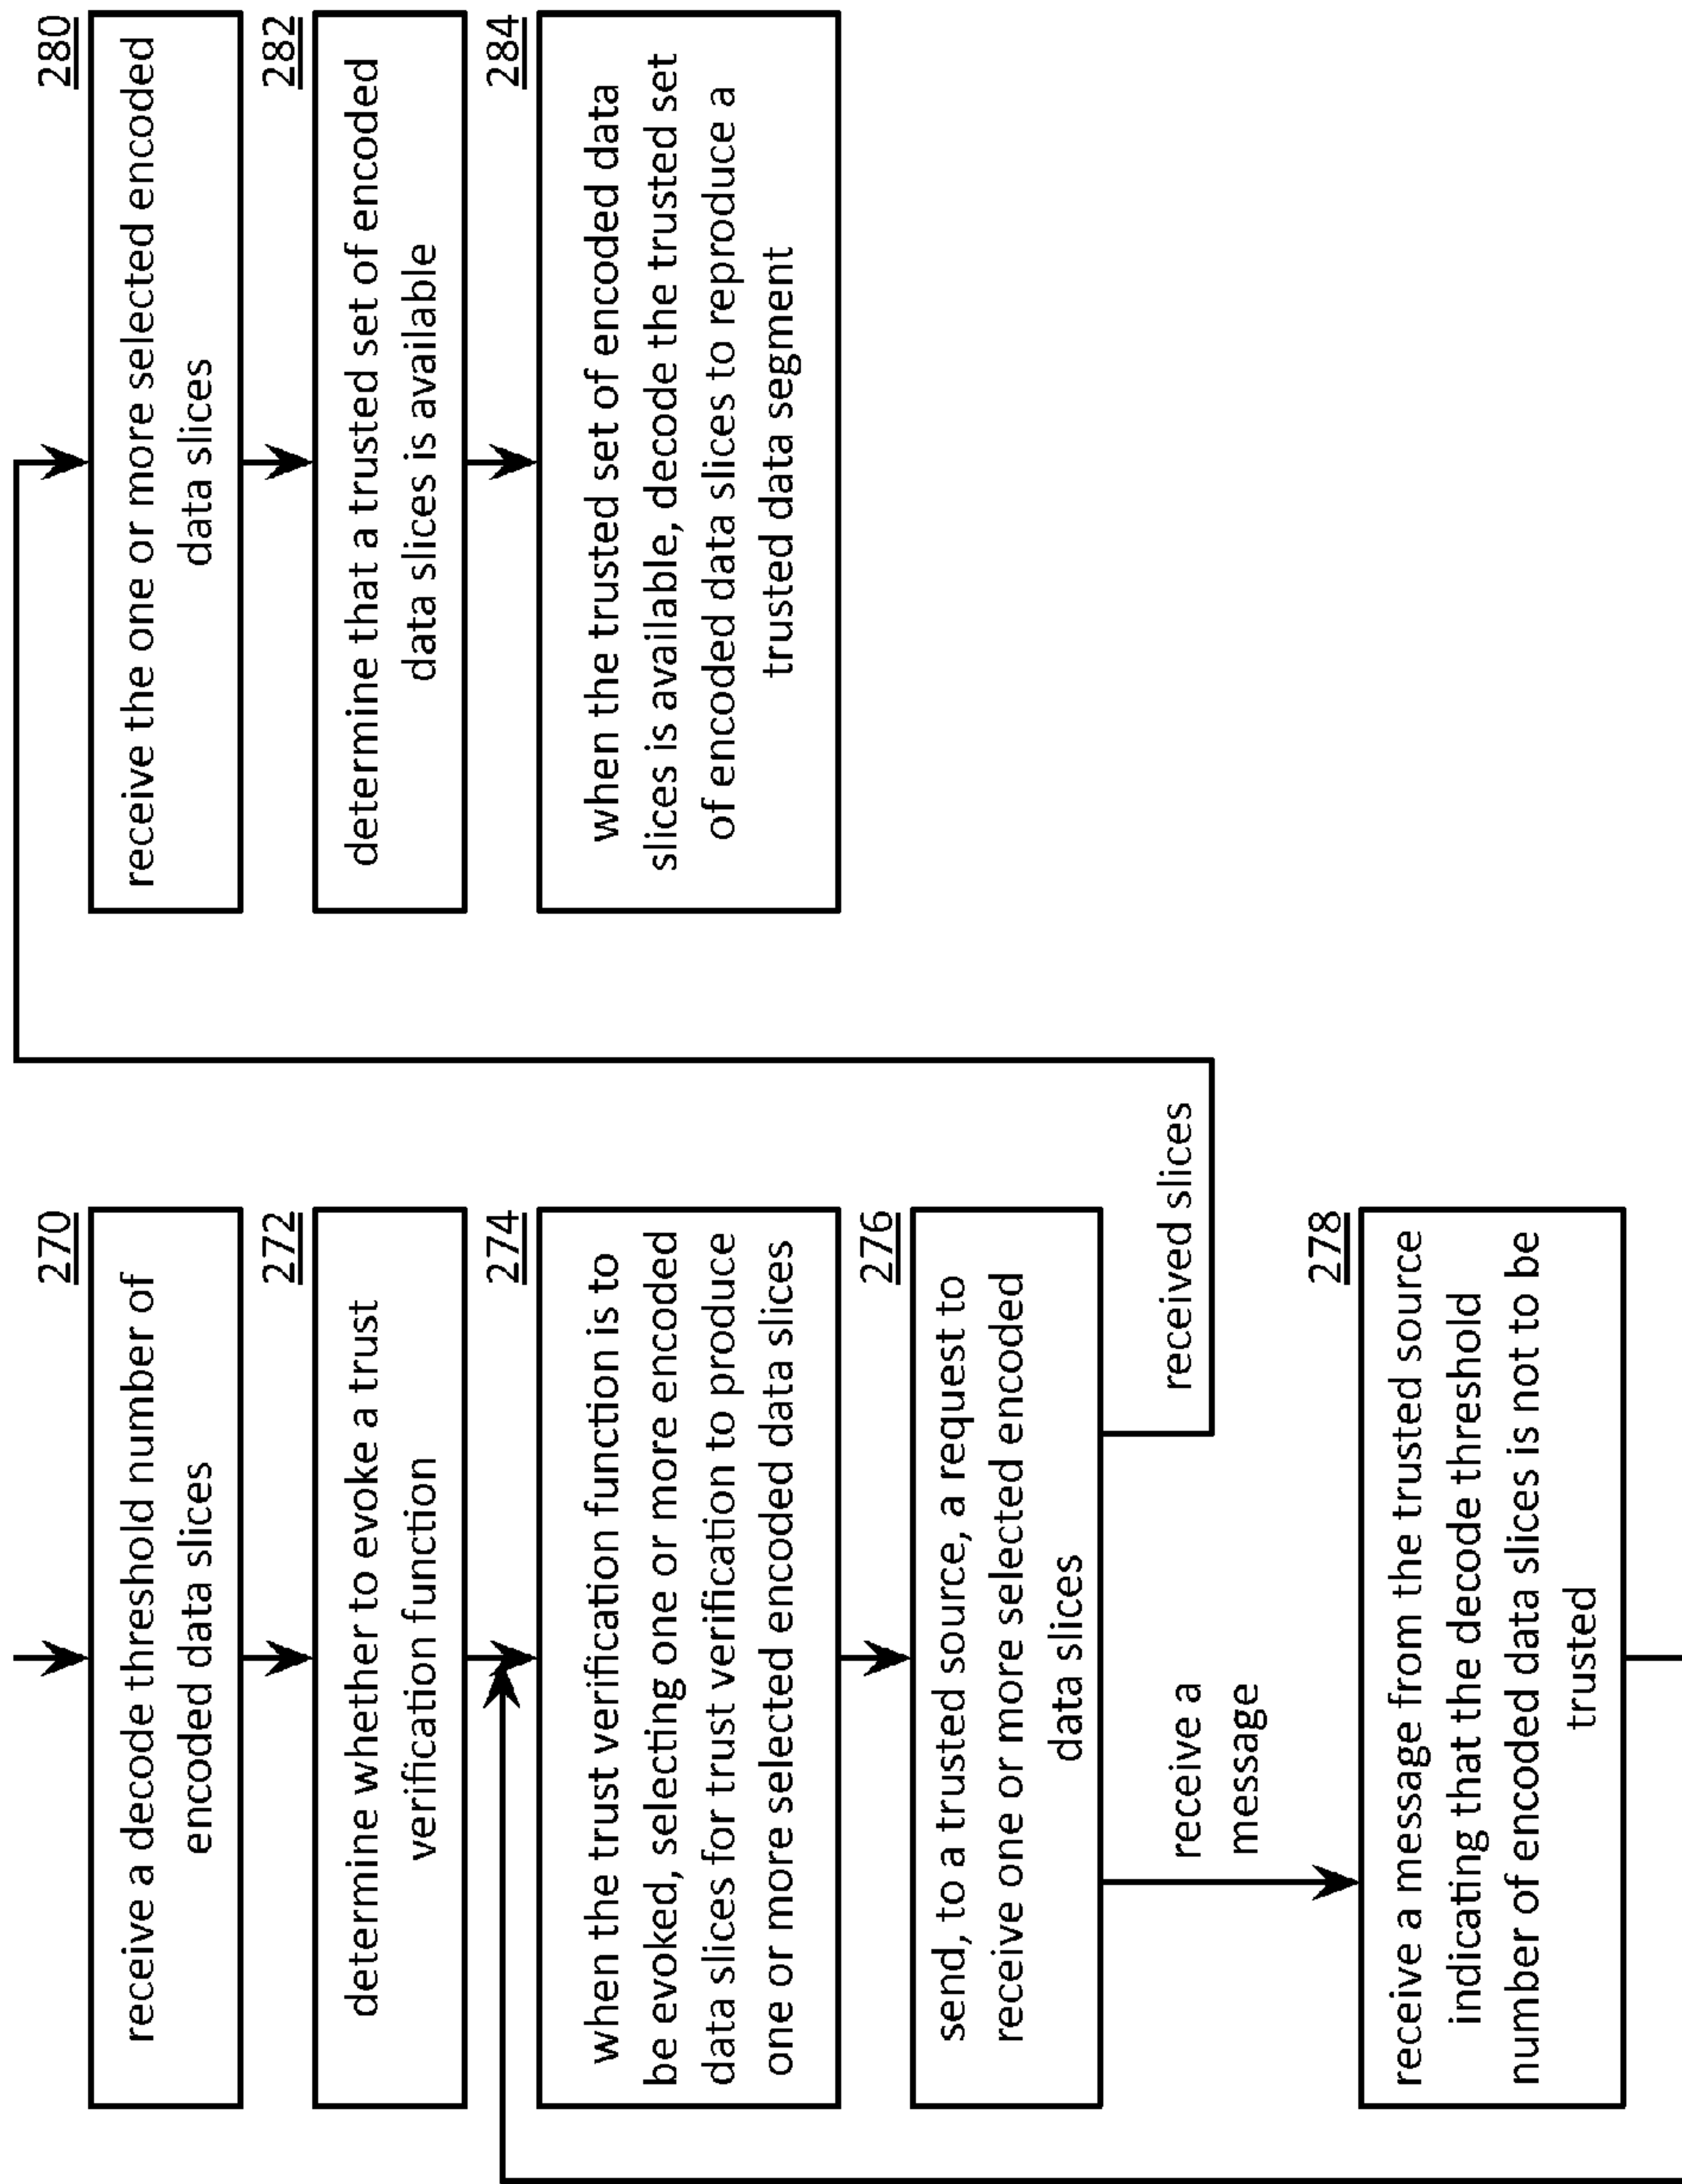 270
receive a decode threshold number of
encoded data slices
272
determine whether to evoke a trust
verification function
274
when the trust verification function is to
be evoked, selecting one or more encoded
data slices for trust verification to produce
one or more selected encoded data slices
276
send, to a trusted source, a request to
receive one or more selected encoded
data slices
receive a
message
received slices
278
receive a message from the trusted source
indicating that the decode threshold
number of encoded data slices is not to be
trusted
280
receive the one or more selected encoded
data slices
282
determine that a trusted set of encoded
data slices is available
284
when the trusted set of encoded data
slices is available, decode the trusted set
of encoded data slices to reproduce a
trusted data segment